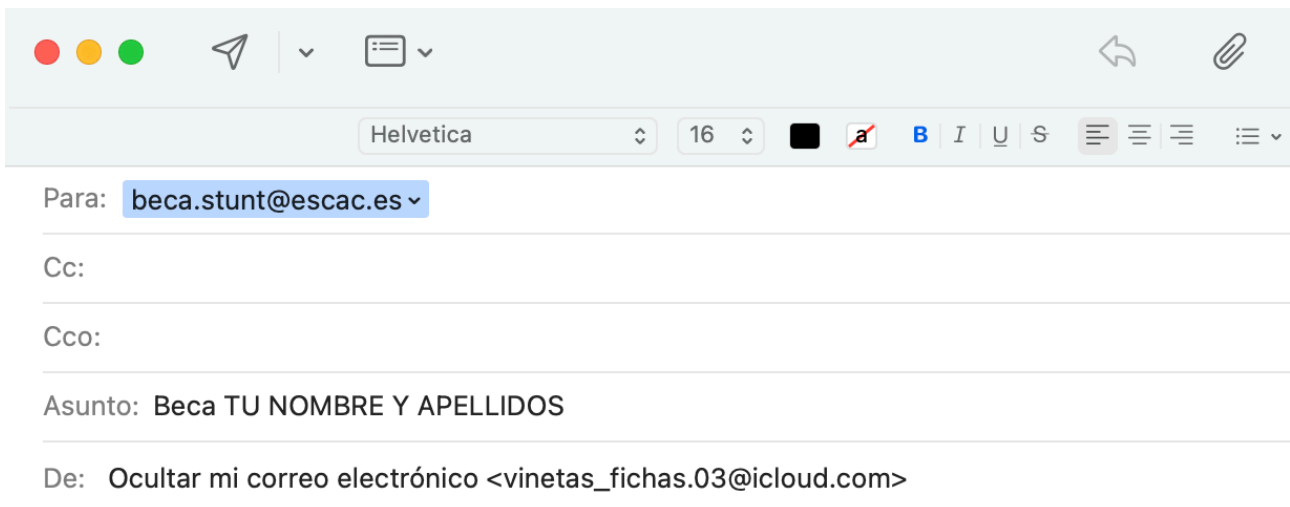 Helvetica 16 a B I U S
Para: beca.stunt@escac.es
Cc:
Cco:
Asunto: Beca TU NOMBRE Y APELLIDOS
De: Ocultar mi correo electrónico <vinetas_fichas.03@icloud.com>